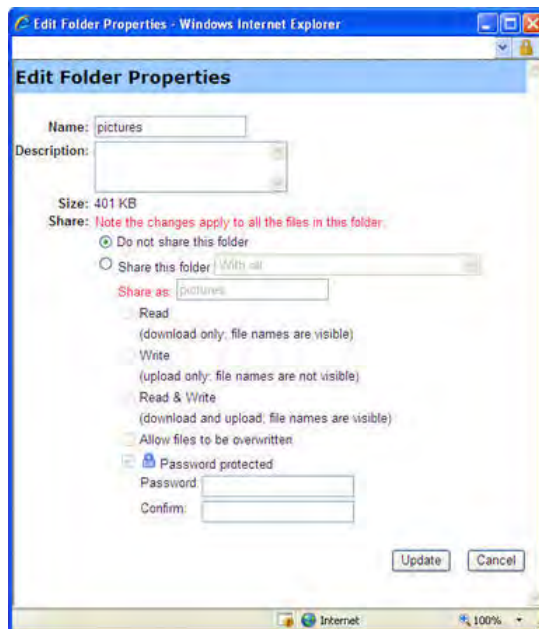 Edit Folder Properties - Windows Internet Explorer
Edit Folder Properties
Name: pictures
Description:
Size: 401 KB
Share: Note the changes apply to all the files in this folder.
Do not share this folder
Share this folder With all
Share as: pictures
Read
(download only: file names are visible)
Write
(upload only: file names are not visible)
Read & Write
(download and upload; file names are visible)
Allow files to be overwritten
Password protected
Password:
Confirm:
Update Cancel
Internet 100%